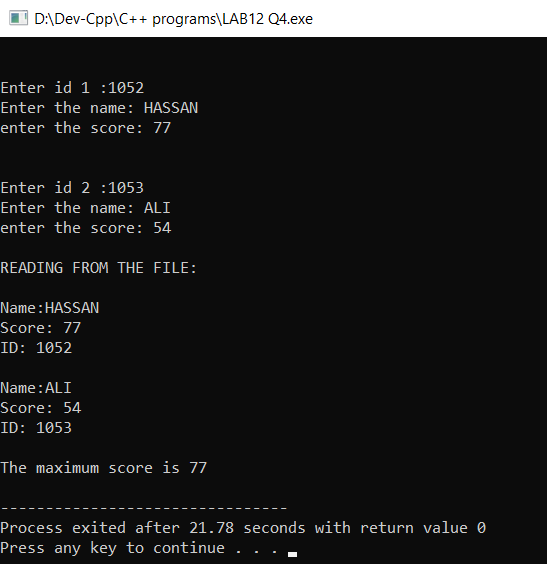 D:\Dev-Cpp\C++ programs\LAB12 Q4.exe
Enter id 1 :1052
Enter the name: HASSAN
enter the score: 77
Enter id 2 :1053
Enter the name: ALI
enter the score: 54
READING FROM THE FILE:
Name:HASSAN
Score: 77
ID: 1052
Name:ALI
Score: 54
ID: 1053
The maximum score is 77
--------------------------------
Process exited after 21.78 seconds with return value 0
Press any key to continue . . .